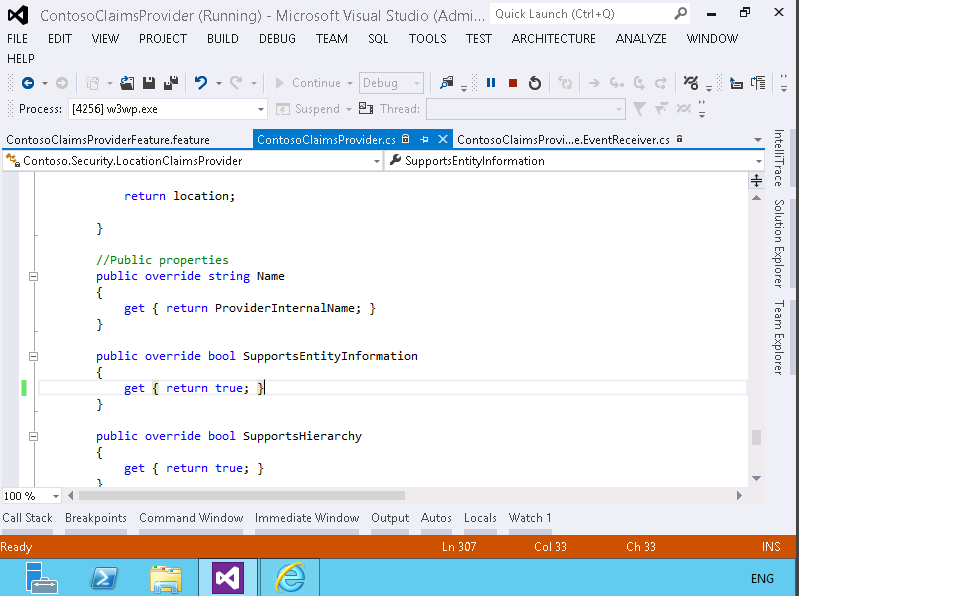 ContosoClaimsProvider (Running) - Microsoft Visual Studio (Admi... Quick Launch (Ctrl+Q)
FILE EDIT VIEW PROJECT BUILD DEBUG TEAM SQL TOOLS TEST ARCHITECTURE ANALYZE WINDOW
HELP
Continue Debug
Process: [4256] w3wp.exe Suspend Thread:
ContosoClaimsProviderFeature.feature ContosoClaimsProvider.cs ContosoClaimsProvi...e.EventReceiver.cs
Contoso.Security.LocationClaimsProvider SupportsEntityInformation
return location;
}
//Public properties
public override string Name
{
get { return ProviderInternalName; }
}
public override bool SupportsEntityInformation
{
get { return true; }
}
public override bool SupportsHierarchy
{
get { return true; }
}
IntelliTrace
Solution Explorer
Team Explorer
100 %
Call Stack Breakpoints Command Window Immediate Window Output Autos Locals Watch 1
Ready Ln 307 Col 33 Ch 33 INS
ENG